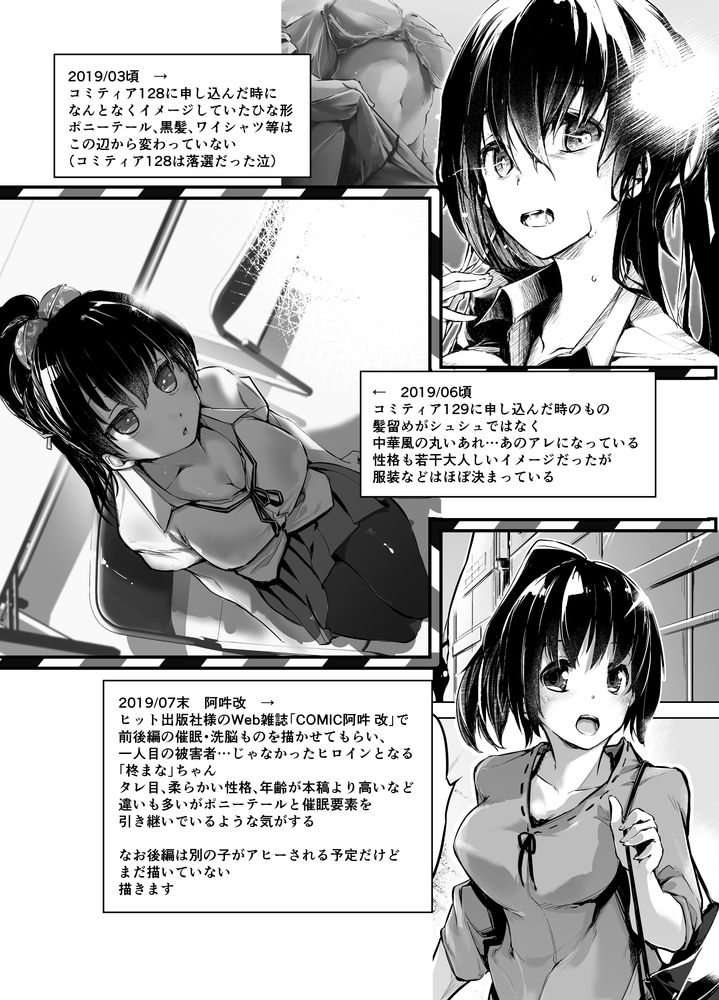 2019/03頃　→
コミティア128に申し込んだ時に
なんとなくイメージしていたひな形
ポニーテール、黒髪、ワイシャツ等は
この辺から変わっていない
（コミティア128は落選だった泣）
←　2019/06頃
コミティア129に申し込んだ時のもの
髪留めがシュシュではなく
中華風の丸いあれ…あのアレになっている
性格も若干大人しいイメージだったが
服装などはほぼ決まっている
2019/07末　阿吽改　→
ヒット出版社様のWeb雑誌「COMIC阿吽 改」で
前後編の催眠・洗脳ものを描かせてもらい、
一人目の被害者…じゃなかったヒロインとなる
「柊まな」ちゃん
タレ目、柔らかい性格、年齢が本稿より高いなど
違いも多いがポニーテールと催眠要素を
引き継いでいるような気がする
なお後編は別の子がアヒーされる予定だけど
まだ描いていない
描きます